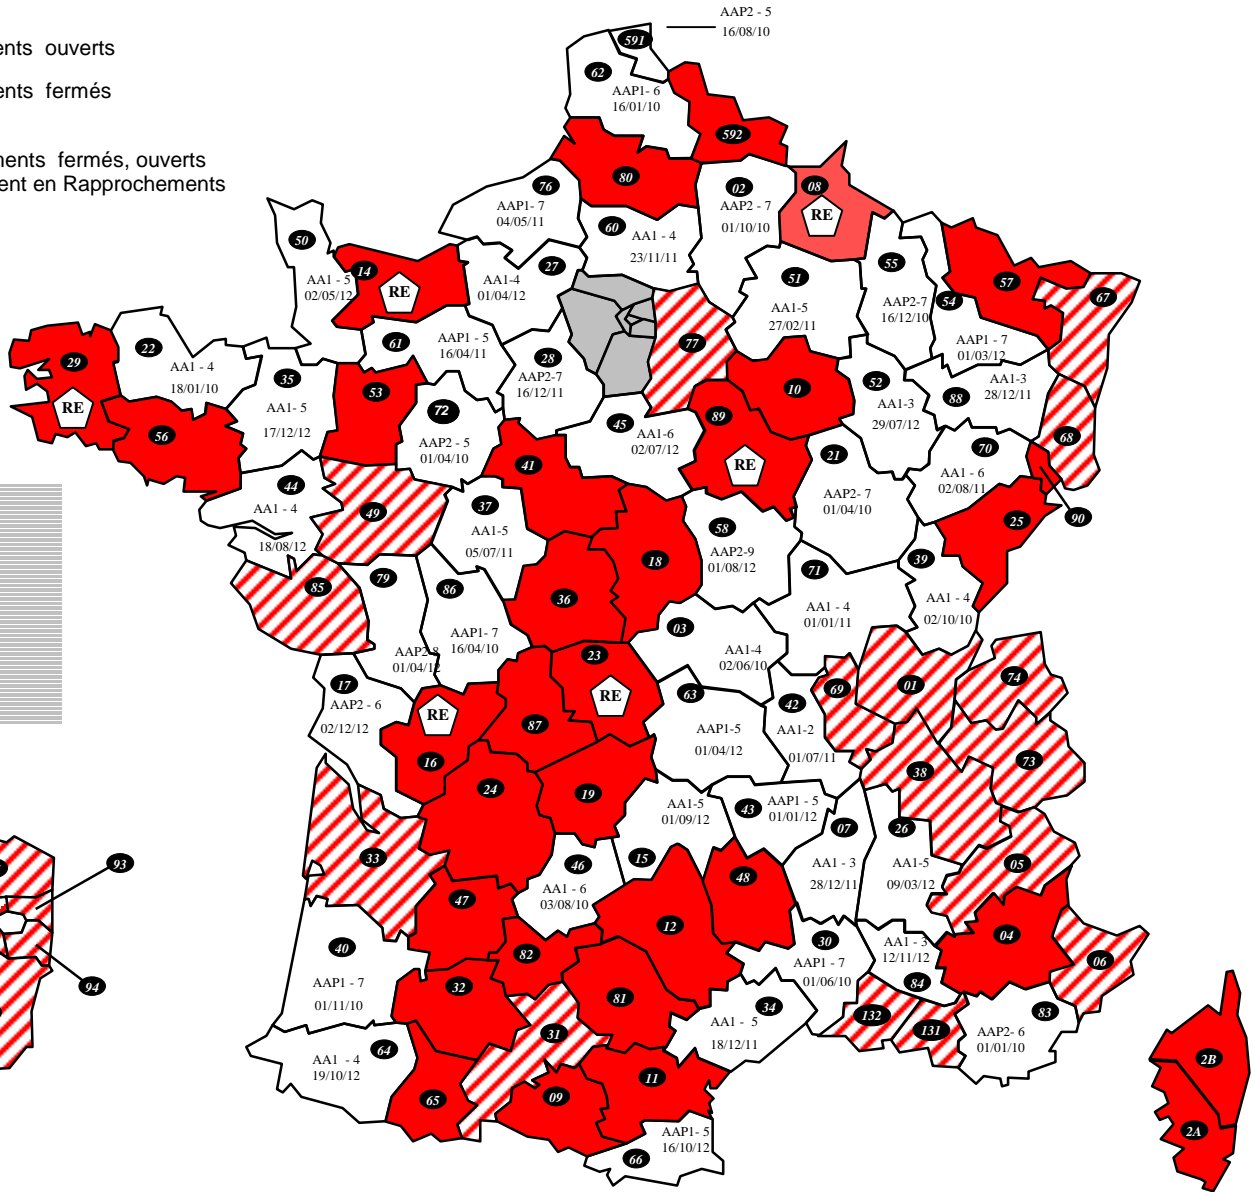 AAP2 - 5
16/08/10
591
ents ouverts
62
ents fermés
AAP1- 6
16/01/10
592
nents fermés, ouverts
ent en Rapprochements
80
76
02
08
AAP1- 7
04/05/11
AAP2 - 7
01/10/10
RE
60
AA1 - 4
23/11/11
50
AA1 - 5
02/05/12
14
RE
27
AA1-4
01/04/12
51
AA1-5
27/02/11
55
AAP2-7
16/12/10
54
AAP1 - 7
01/03/12
57
67
61
AAP1 - 5
16/04/11
77
22
AA1 - 4
18/01/10
29
RE
35
AA1- 5
17/12/12
53
28
AAP2-7
16/12/11
10
52
AA1-3
29/07/12
88
AA1-3
28/12/11
72
AAP2 - 5
01/04/10
56
45
AA1-6
02/07/12
89
RE
68
70
AA1 - 6
02/08/11
41
21
AAP2- 7
01/04/10
44
AA1 - 4
18/08/12
49
37
AA1-5
05/07/11
58
AAP2-9
01/08/12
25
90
18
39
AA1 - 4
02/10/10
71
AA1 - 4
01/01/11
85
79
AAP2-8
01/04/12
86
AAP1- 7
16/04/10
36
03
AA1-4
02/06/10
23
RE
74
17
AAP2 - 6
02/12/12
RE
16
87
63
AAP1-5
01/04/12
42
AA1-2
01/07/11
69
01
73
38
24
19
AA1-5
01/09/12
15
43
AAP1 - 5
01/01/12
07
AA1 - 3
28/12/11
26
AA1-5
09/03/12
33
05
93
46
AA1 - 6
03/08/10
48
47
12
04
40
AAP1 - 7
01/11/10
82
30
AAP1 - 7
01/06/10
AA1 - 3
12/11/12
84
06
94
32
81
34
AA1 - 5
18/12/11
132
131
83
AAP2- 6
01/01/10
31
64
AA1 - 4
19/10/12
65
09
11
2B
2A
AAP1- 5
16/10/12
66